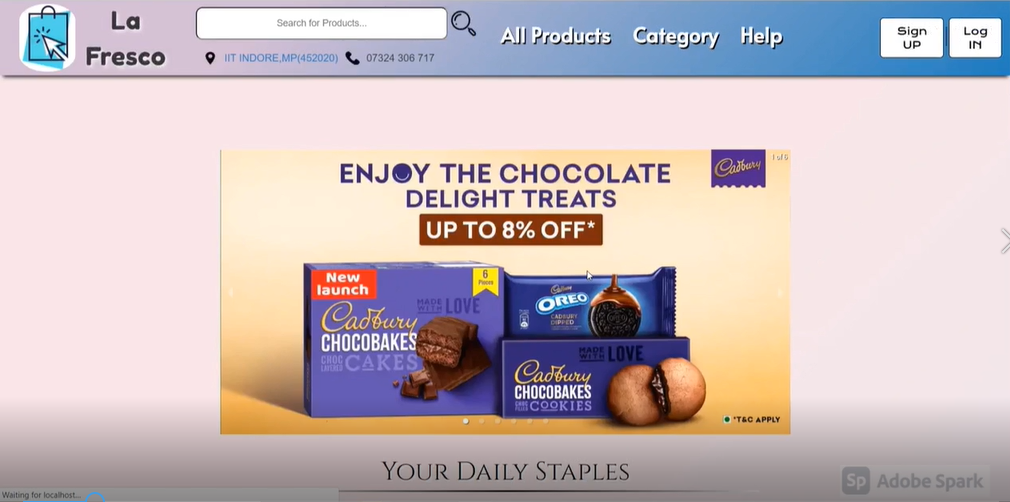 La
Fresco
Search for Products...
IIT INDORE,MP(452020)
07324 306 717
All Products
Category
Help
Sign
UP
Log
IN
1 of 6
ENJOY THE CHOCOLATE
DELIGHT TREATS
UP TO 8% OFF*
Cadbury
New
launch
6
Pieces
MADE
WITH LOVE
Cadbury
CHOCOBAKES
CHOC
LAYERED CAKES
Cadbury
OREO
CADBURY
DIPPED
MADE
WITH LOVE
Cadbury
CHOCOBAKES
CHOC
FILLED COOKIES
*T&C APPLY
YOUR DAILY STAPLES
Sp Adobe Spark
Waiting for localhost...